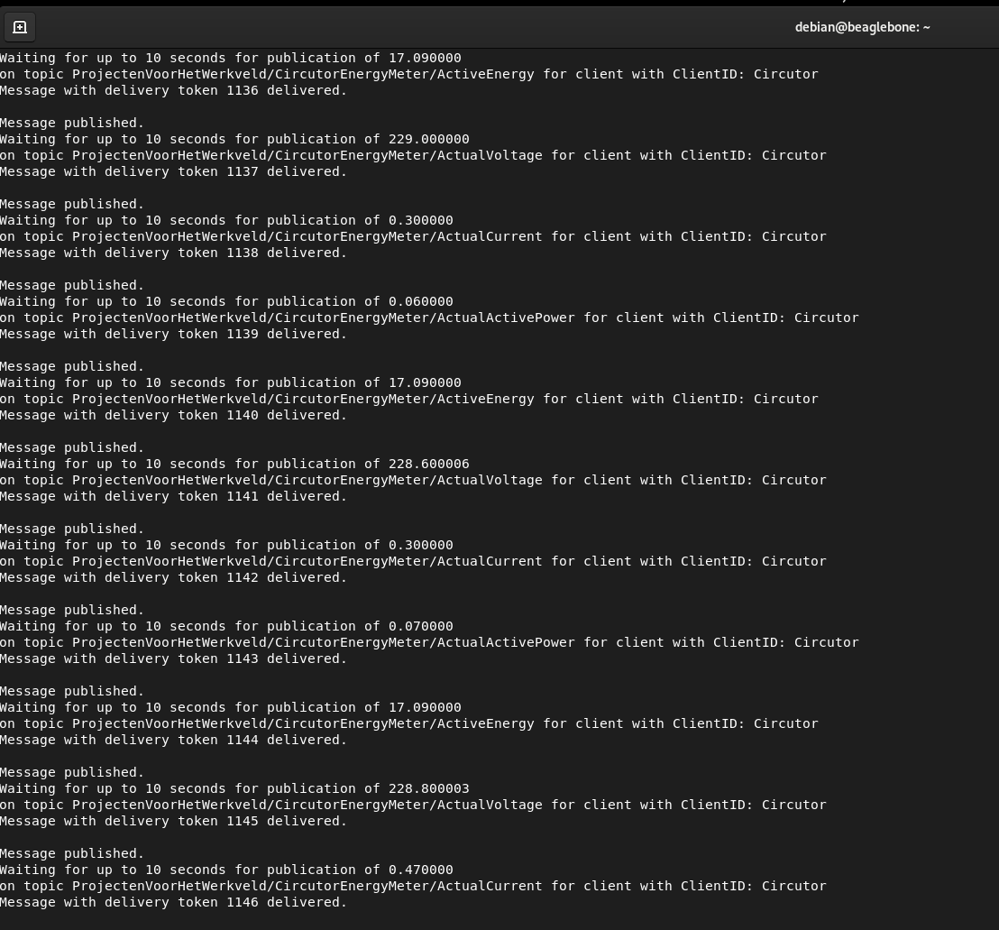 debian@beaglebone: ~
Waiting for up to 10 seconds for publication of 17.090000
on topic ProjectenVoorHetWerkveld/CircutorEnergyMeter/ActiveEnergy for client with ClientID: Circutor
Message with delivery token 1136 delivered.
Message published.
Waiting for up to 10 seconds for publication of 229.000000
on topic ProjectenVoorHetWerkveld/CircutorEnergyMeter/ActualVoltage for client with ClientID: Circutor
Message with delivery token 1137 delivered.
Message published.
Waiting for up to 10 seconds for publication of 0.300000
on topic ProjectenVoorHetWerkveld/CircutorEnergyMeter/ActualCurrent for client with ClientID: Circutor
Message with delivery token 1138 delivered.
Message published.
Waiting for up to 10 seconds for publication of 0.060000
on topic ProjectenVoorHetWerkveld/CircutorEnergyMeter/ActualActivePower for client with ClientID: Circutor
Message with delivery token 1139 delivered.
Message published.
Waiting for up to 10 seconds for publication of 17.090000
on topic ProjectenVoorHetWerkveld/CircutorEnergyMeter/ActiveEnergy for client with ClientID: Circutor
Message with delivery token 1140 delivered.
Message published.
Waiting for up to 10 seconds for publication of 228.600006
on topic ProjectenVoorHetWerkveld/CircutorEnergyMeter/ActualVoltage for client with ClientID: Circutor
Message with delivery token 1141 delivered.
Message published.
Waiting for up to 10 seconds for publication of 0.300000
on topic ProjectenVoorHetWerkveld/CircutorEnergyMeter/ActualCurrent for client with ClientID: Circutor
Message with delivery token 1142 delivered.
Message published.
Waiting for up to 10 seconds for publication of 0.070000
on topic ProjectenVoorHetWerkveld/CircutorEnergyMeter/ActualActivePower for client with ClientID: Circutor
Message with delivery token 1143 delivered.
Message published.
Waiting for up to 10 seconds for publication of 17.090000
on topic ProjectenVoorHetWerkveld/CircutorEnergyMeter/ActiveEnergy for client with ClientID: Circutor
Message with delivery token 1144 delivered.
Message published.
Waiting for up to 10 seconds for publication of 228.800003
on topic ProjectenVoorHetWerkveld/CircutorEnergyMeter/ActualVoltage for client with ClientID: Circutor
Message with delivery token 1145 delivered.
Message published.
Waiting for up to 10 seconds for publication of 0.470000
on topic ProjectenVoorHetWerkveld/CircutorEnergyMeter/ActualCurrent for client with ClientID: Circutor
Message with delivery token 1146 delivered.